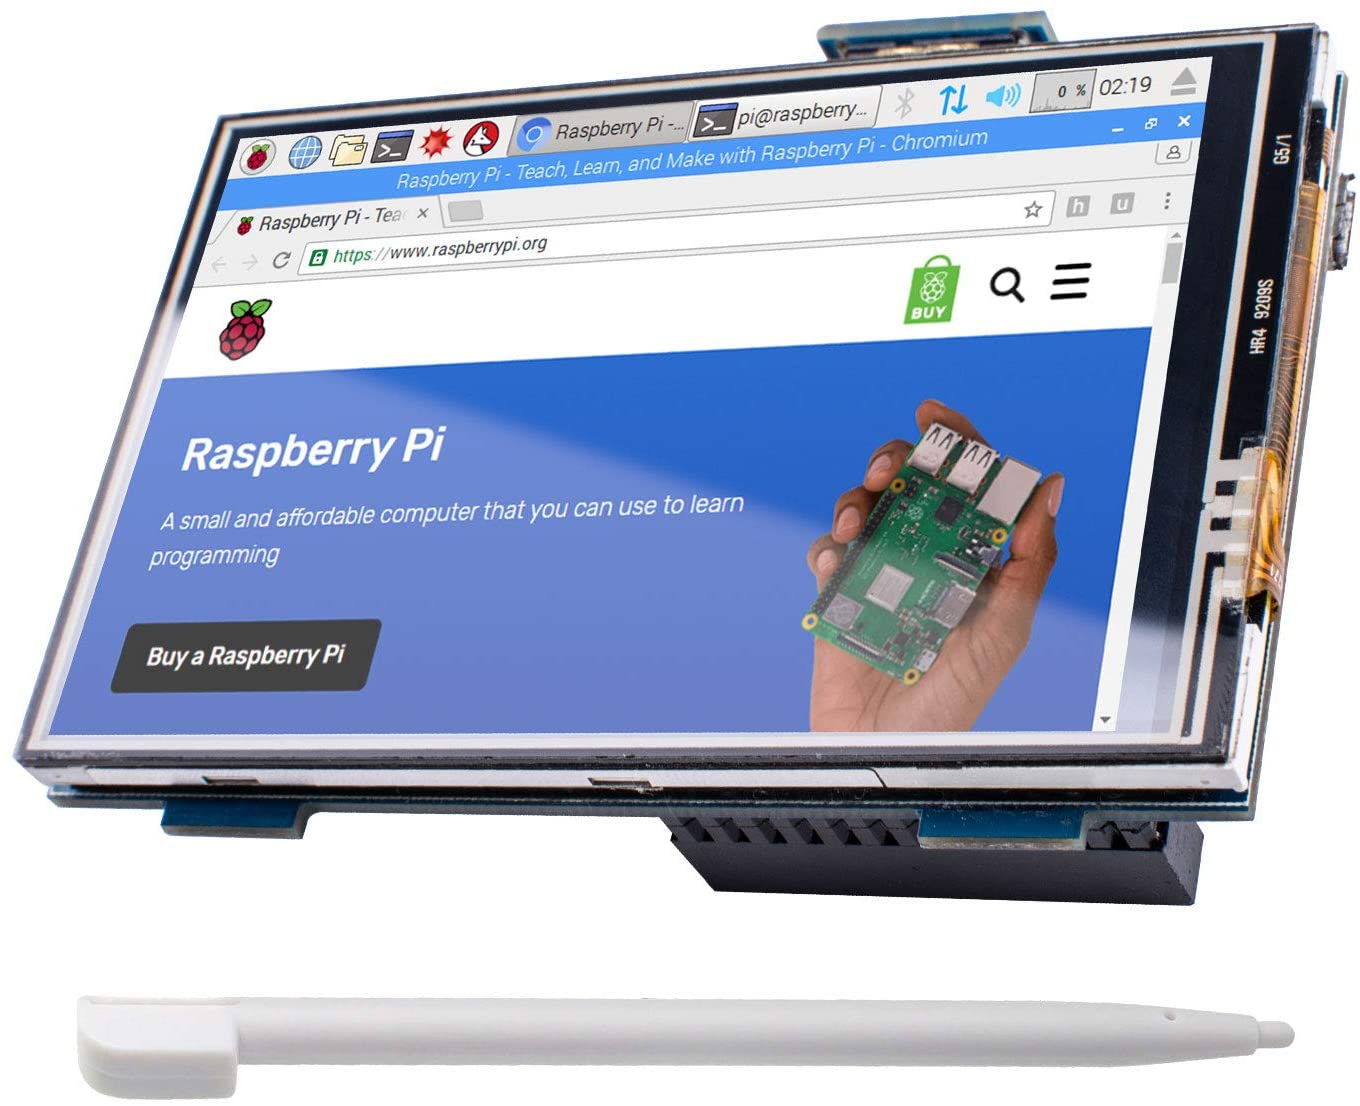 Raspberry Pi -...
pi@raspberry...
0 %
02:19
Raspberry Pi - Teach, Learn, and Make with Raspberry Pi - Chromium
Raspberry Pi - Tea
https://www.raspberrypi.org
h
u
BUY
Raspberry Pi
A small and affordable computer that you can use to learn
programming
Buy a Raspberry Pi
G5/1
HR4 9209S